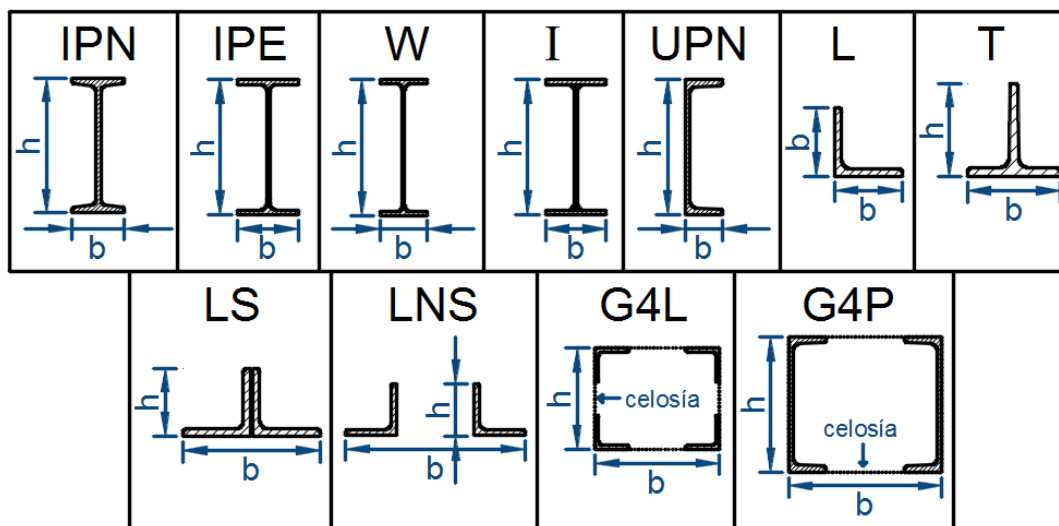 IPN IPE W I UPN L T
h h h h h b h
b b b b b b b
LS LNS G4L G4P
h h h celosía h celosía
b b b b